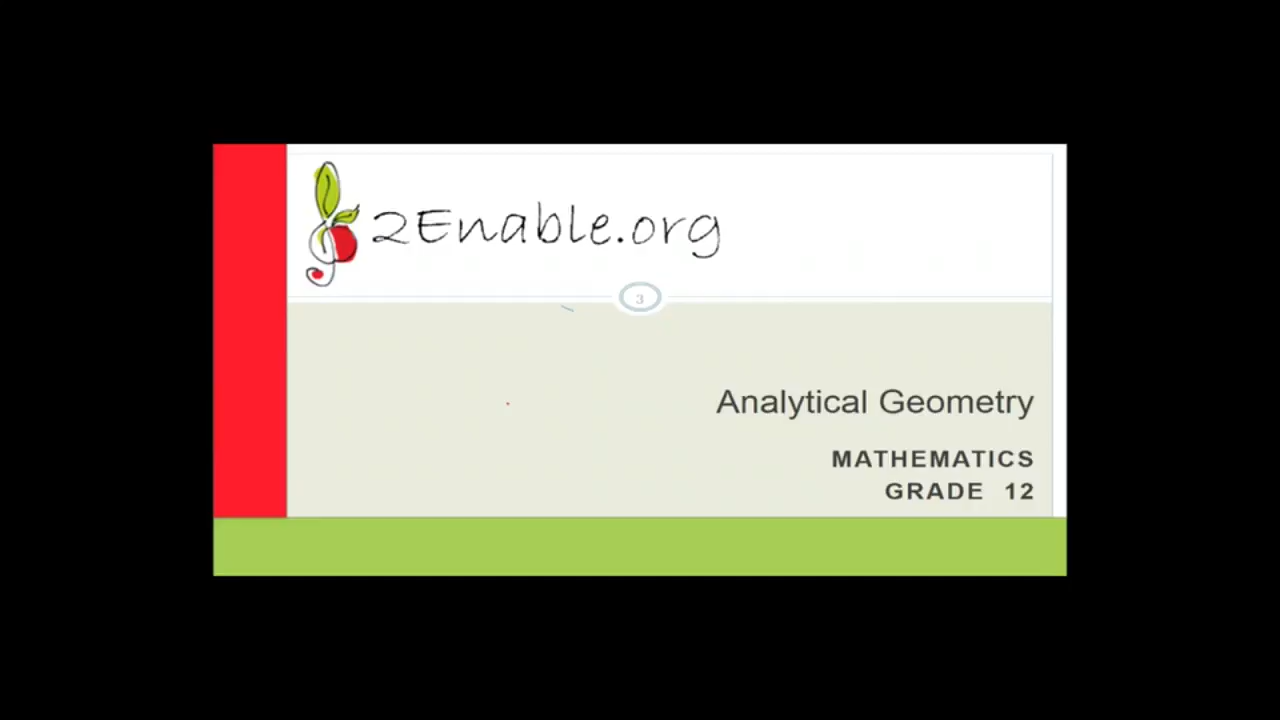 2Enable.org
3
Analytical Geometry
MATHEMATICS
GRADE 12